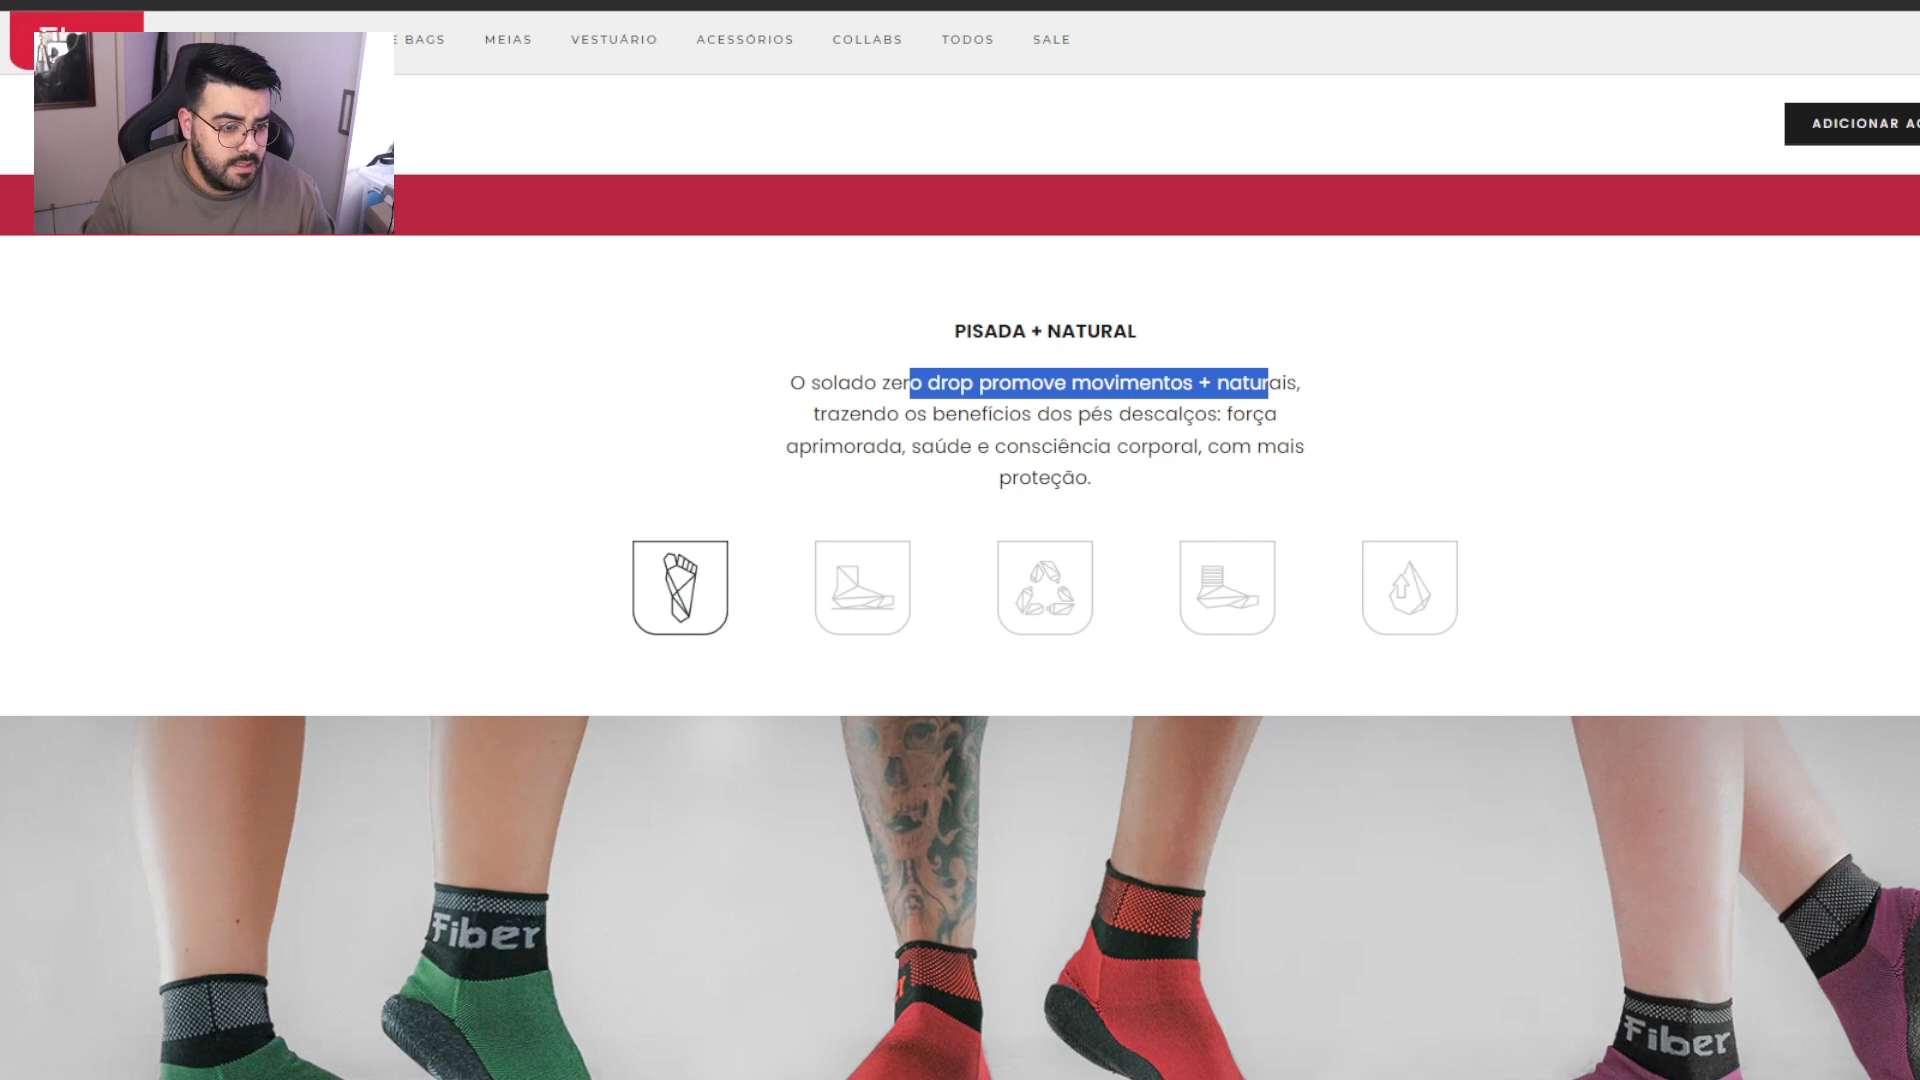 BAGS
MEIAS
VESTUÁRIO
ACESSÓRIOS
COLLABS
TODOS
SALE
ADICIONAR
PISADA + NATURAL
O solado zero drop promove movimentos + naturais,
trazendo os benefícios dos pés descalços: força
aprimorada, saúde e consciência corporal, com mais
proteção.
Fiber
Fiber